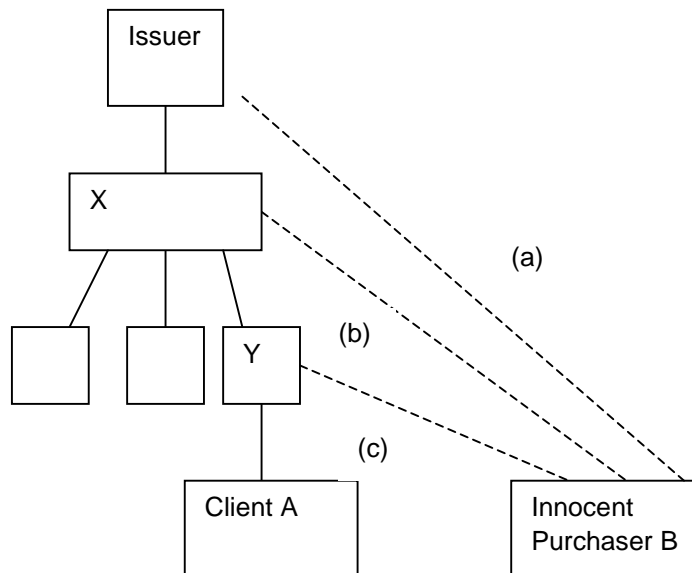 Issuer
X
(a)
Y
(b)
(c)
Client A
Innocent
Purchaser B